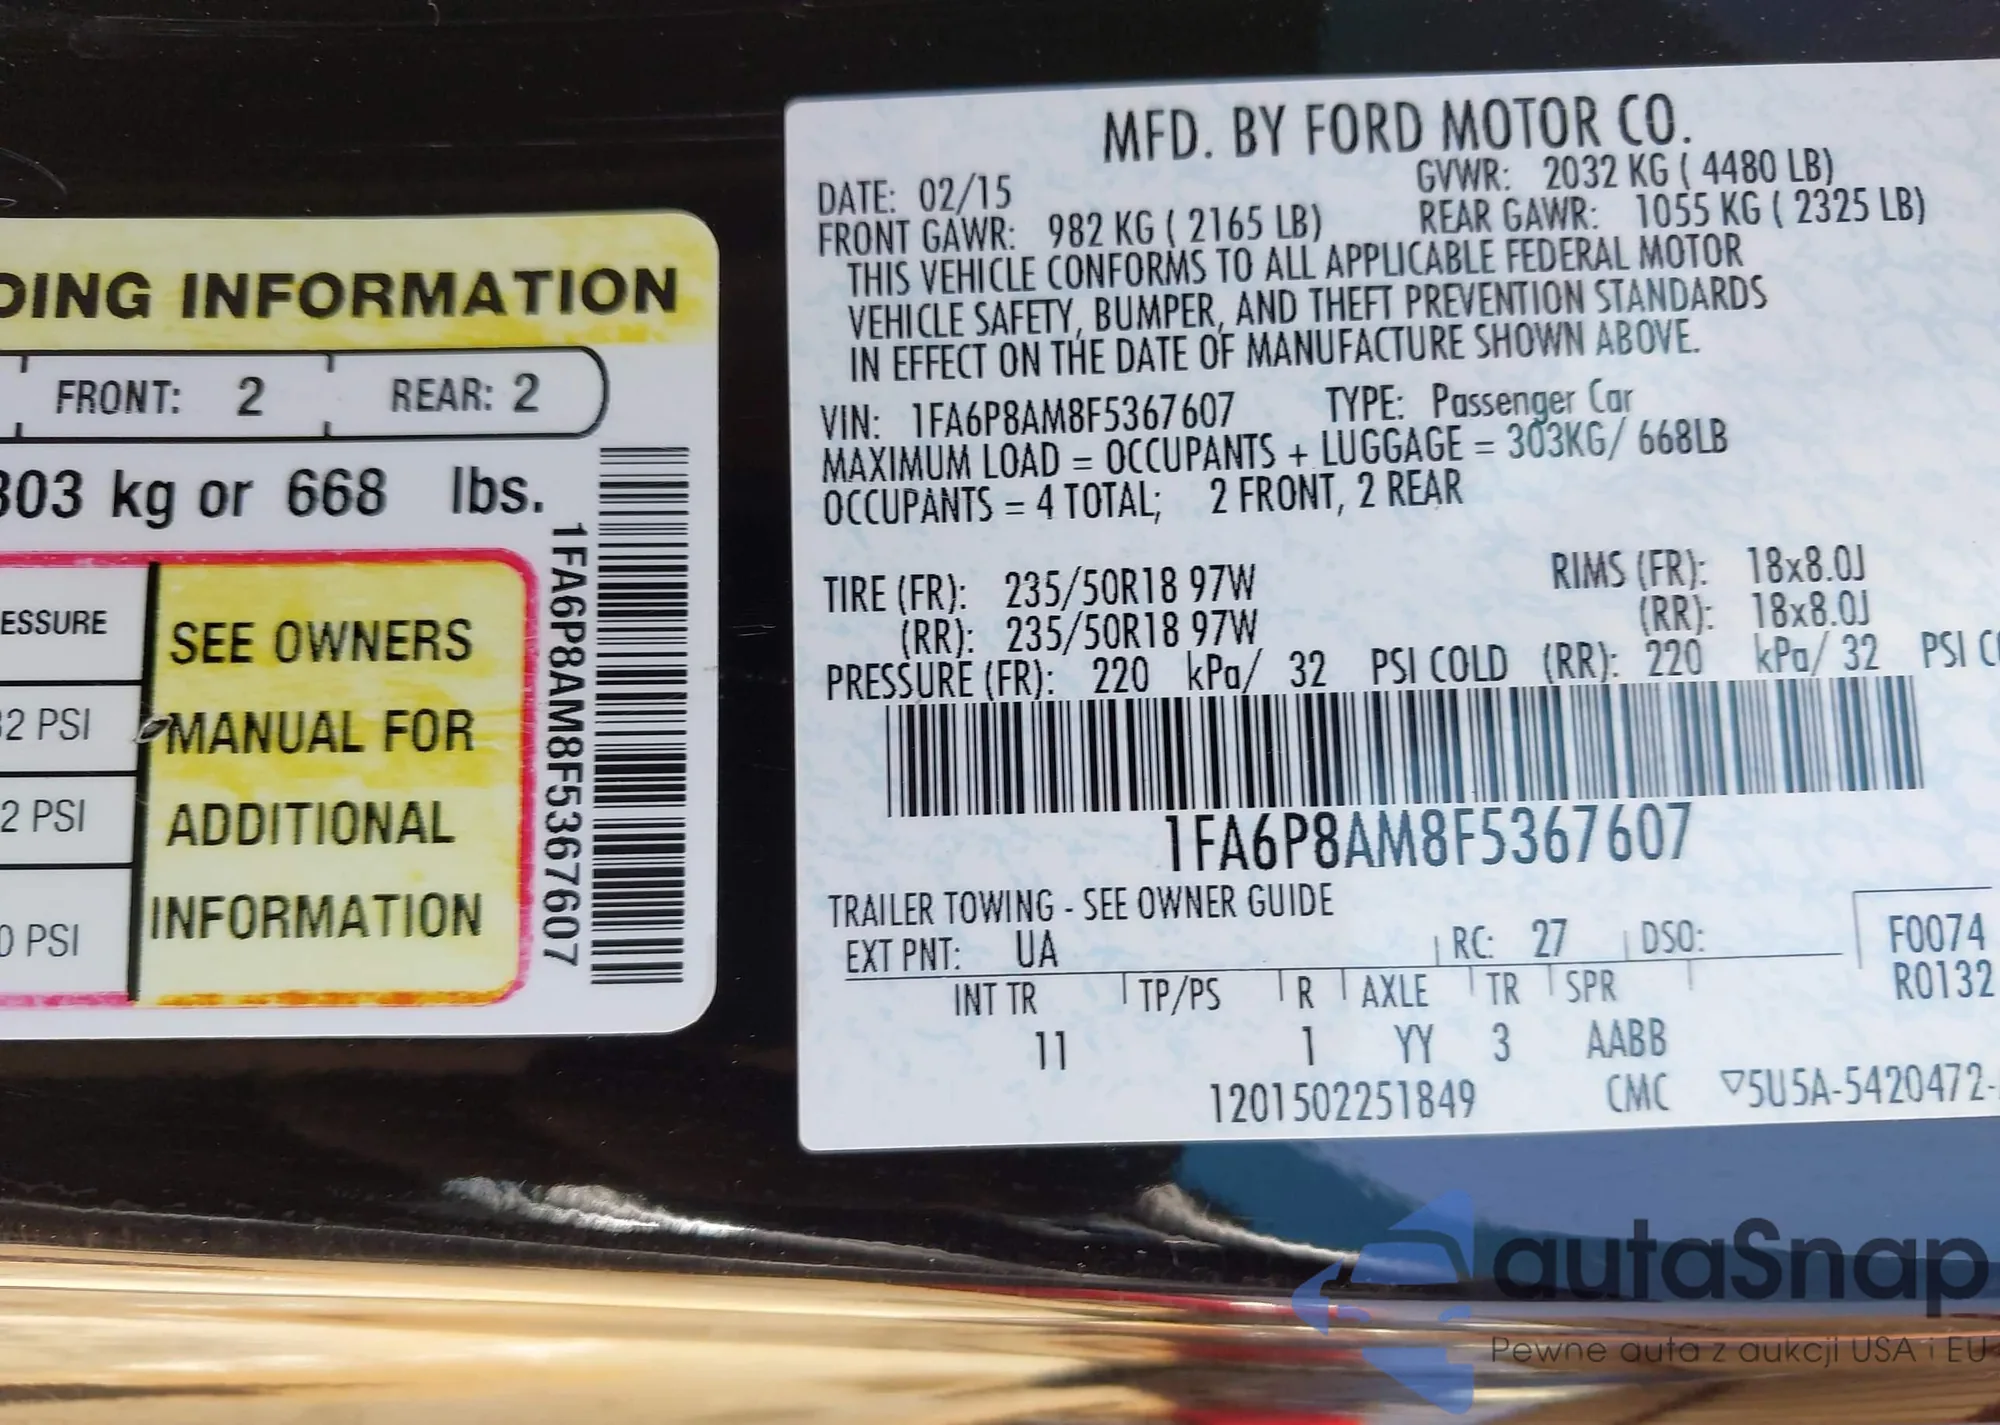 DING INFORMATION
FRONT: 2 REAR: 2
303 kg or 668 lbs.
ESSURE
SEE OWNERS
MANUAL FOR
ADDITIONAL
INFORMATION
2 PSI
2 PSI
0 PSI
1FA6P8AM8F5367607
MFD. BY FORD MOTOR CO.
DATE: 02/15 GVWR: 2032 KG ( 4480 LB)
FRONT GAWR: 982 KG ( 2165 LB) REAR GAWR: 1055 KG ( 2325 LB)
THIS VEHICLE CONFORMS TO ALL APPLICABLE FEDERAL MOTOR
VEHICLE SAFETY, BUMPER, AND THEFT PREVENTION STANDARDS
IN EFFECT ON THE DATE OF MANUFACTURE SHOWN ABOVE.
VIN: 1FA6P8AM8F5367607 TYPE: Passenger Car
MAXIMUM LOAD = OCCUPANTS + LUGGAGE = 303KG/ 668LB
OCCUPANTS = 4 TOTAL; 2 FRONT, 2 REAR
TIRE (FR): 235/50R18 97W RIMS (FR): 18x8.0J
(RR): 235/50R18 97W (RR): 18x8.0J
PRESSURE (FR): 220 kPa/ 32 PSI COLD (RR): 220 kPa/ 32 PSI C
1FA6P8AM8F5367607
TRAILER TOWING - SEE OWNER GUIDE
EXT PNT: UA RC: 27 DSO: F0074
R0132
INT TR TP/PS R AXLE TR SPR
11 1 YY 3 AABB
1201502251849 CMC ▽5U5A-5420472-
autaSnap
Pewne auta z aukcji USA i EU